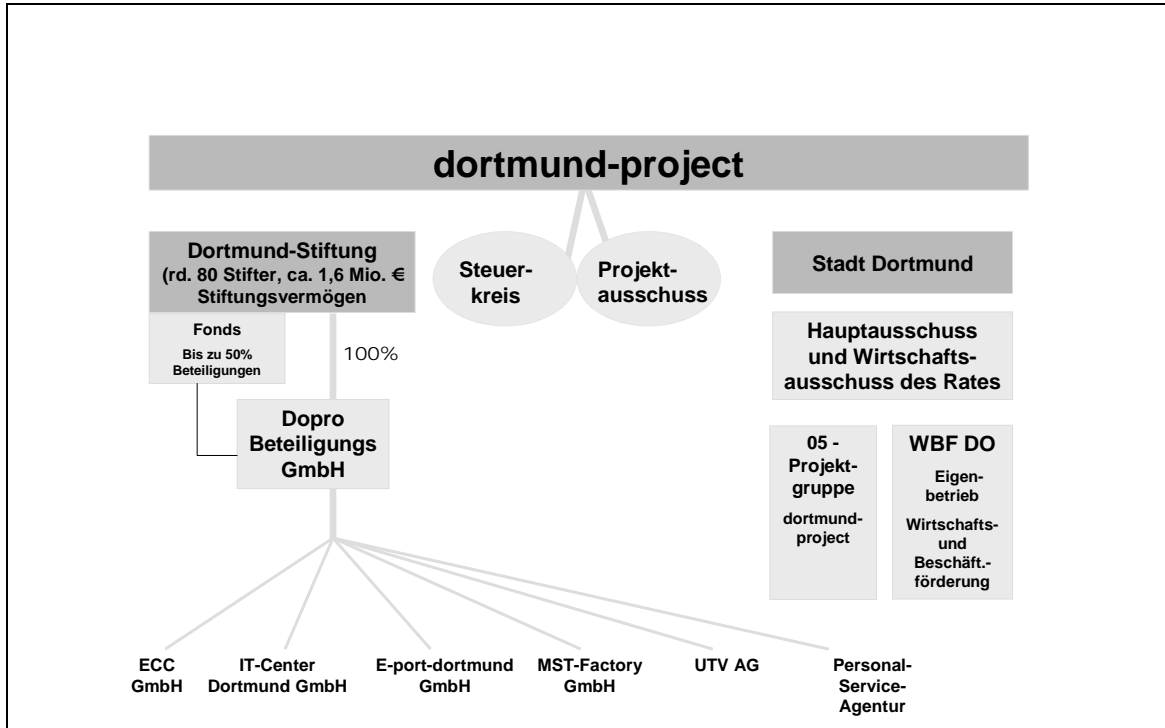 dortmund-project
Dortmund-Stiftung
(rd. 80 Stifter, ca. 1,6 Mio. €
Stiftungsvermögen
Fonds
Bis zu 50%
Beteiligungen
100%
Dopro
Beteiligungs
GmbH
Steuer-
kreis
Projekt-
ausschuss
Stadt Dortmund
Hauptausschuss
und Wirtschafts-
ausschuss des Rates
05 -
Projekt-
gruppe
dortmund-
project
WBF DO
Eigen-
betrieb
Wirtschafts-
und
Beschäft.-
förderung
ECC
GmbH
IT-Center
Dortmund GmbH
E-port-dortmund
GmbH
MST-Factory
GmbH
UTV AG
Personal-
Service-
Agentur